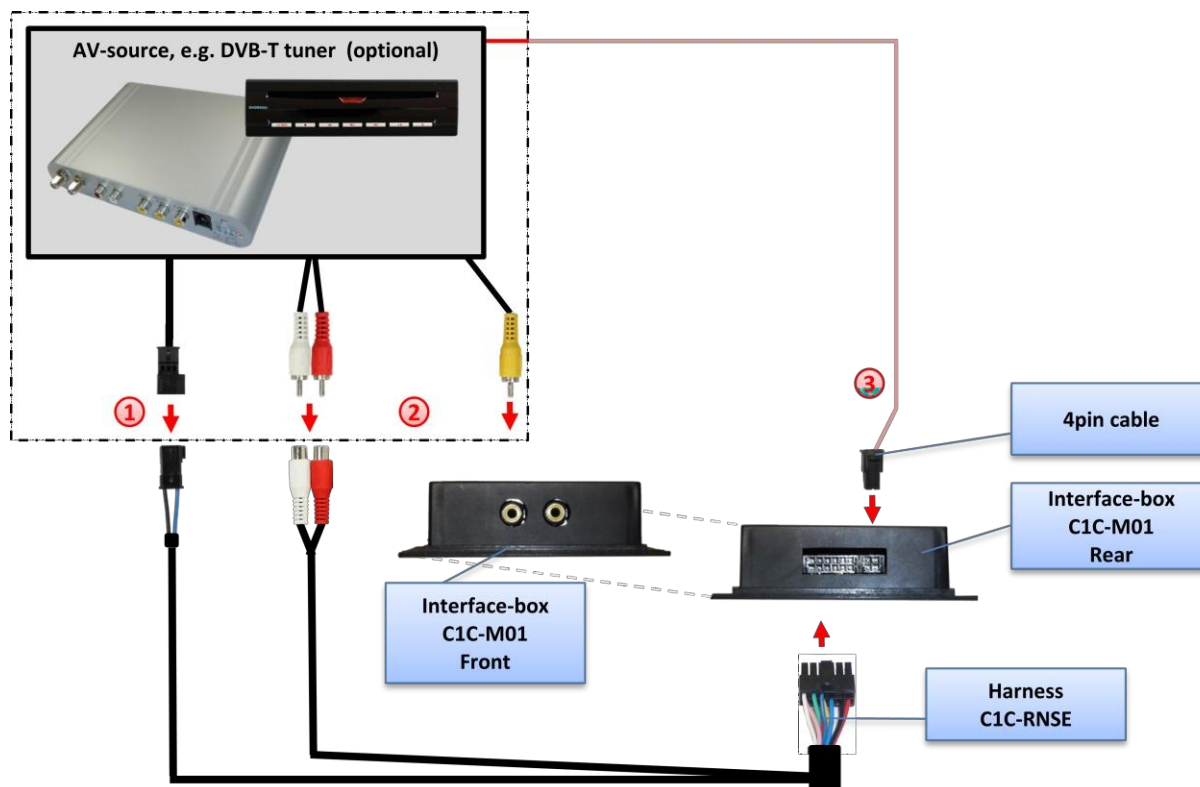 AV-source, e.g. DVB-T tuner (optional)
1
2
3
4pin cable
Interface-box
C1C-M01
Rear
Interface-box
C1C-M01
Front
Harness
C1C-RNSE